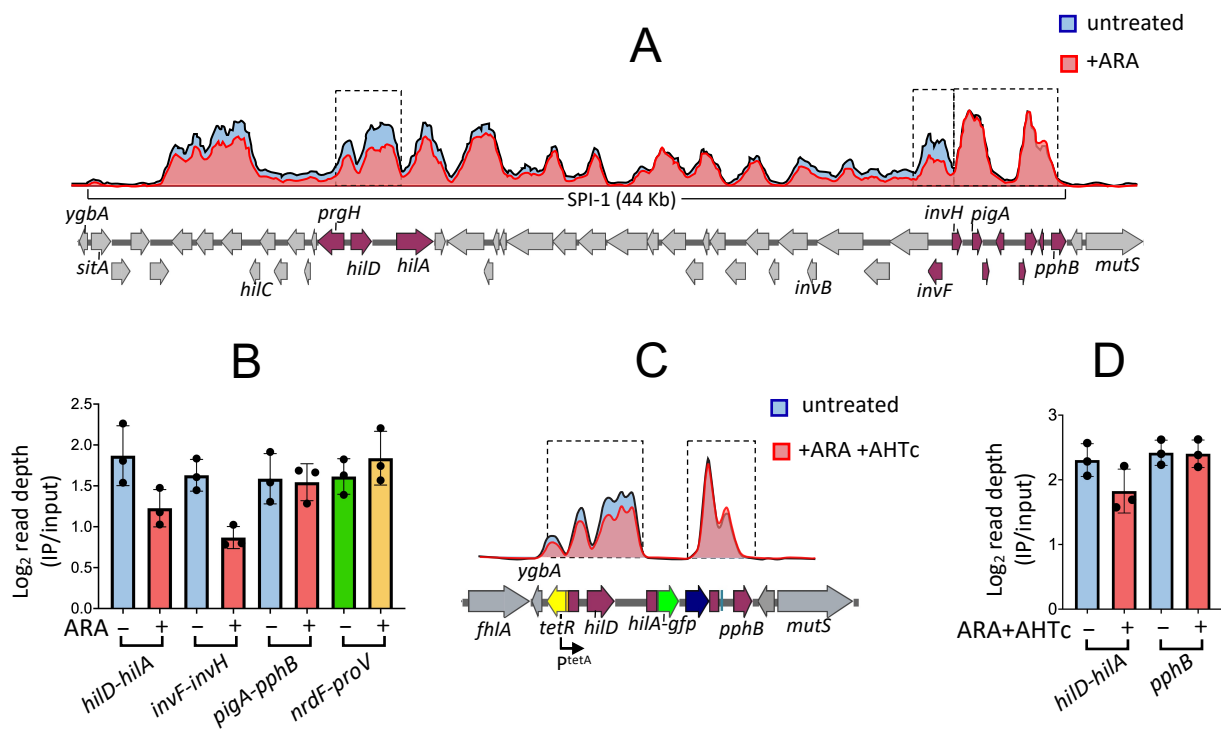 A
untreated
+ARA
SPI-1 (44 Kb)
ygbA
prgH
invH
pigA
sitA
hilD
hilA
hilC
invB
invF
pphB
mutS
B
Log2 read depth
(IP/input)
2.5
2.0
1.5
1.0
0.5
0.0
ARA
– + – + – + – +
hilD-hilA
invF-invH
pigA-pphB
nrdF-proV
C
untreated
+ARA +AHTc
ygbA
fhlA
tetR
hilD
hilA-gfp
pphB
mutS
PtetA
D
Log2 read depth
(IP/input)
3
2
1
0
ARA+AHTc
– + – +
hilD-hilA
pphB